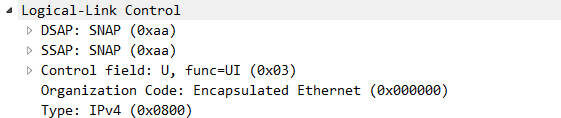 Logical-Link Control
DSAP: SNAP (0xaa)
SSAP: SNAP (0xaa)
Control field: U, func=UI (0x03)
Organization Code: Encapsulated Ethernet (0x000000)
Type: IPv4 (0x0800)